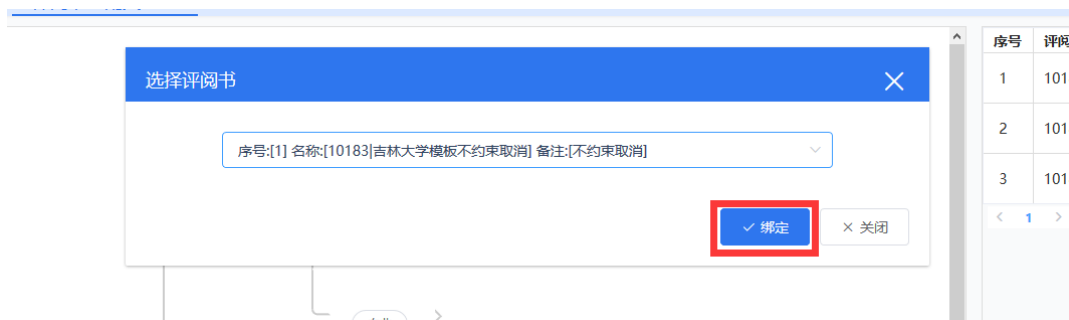 序号 评阅
选择评阅书
1 101
序号:[1] 名称:[10183|吉林大学模板不约束取消] 备注:[不约束取消]
2 101
3 101
绑定 关闭
< 1 >